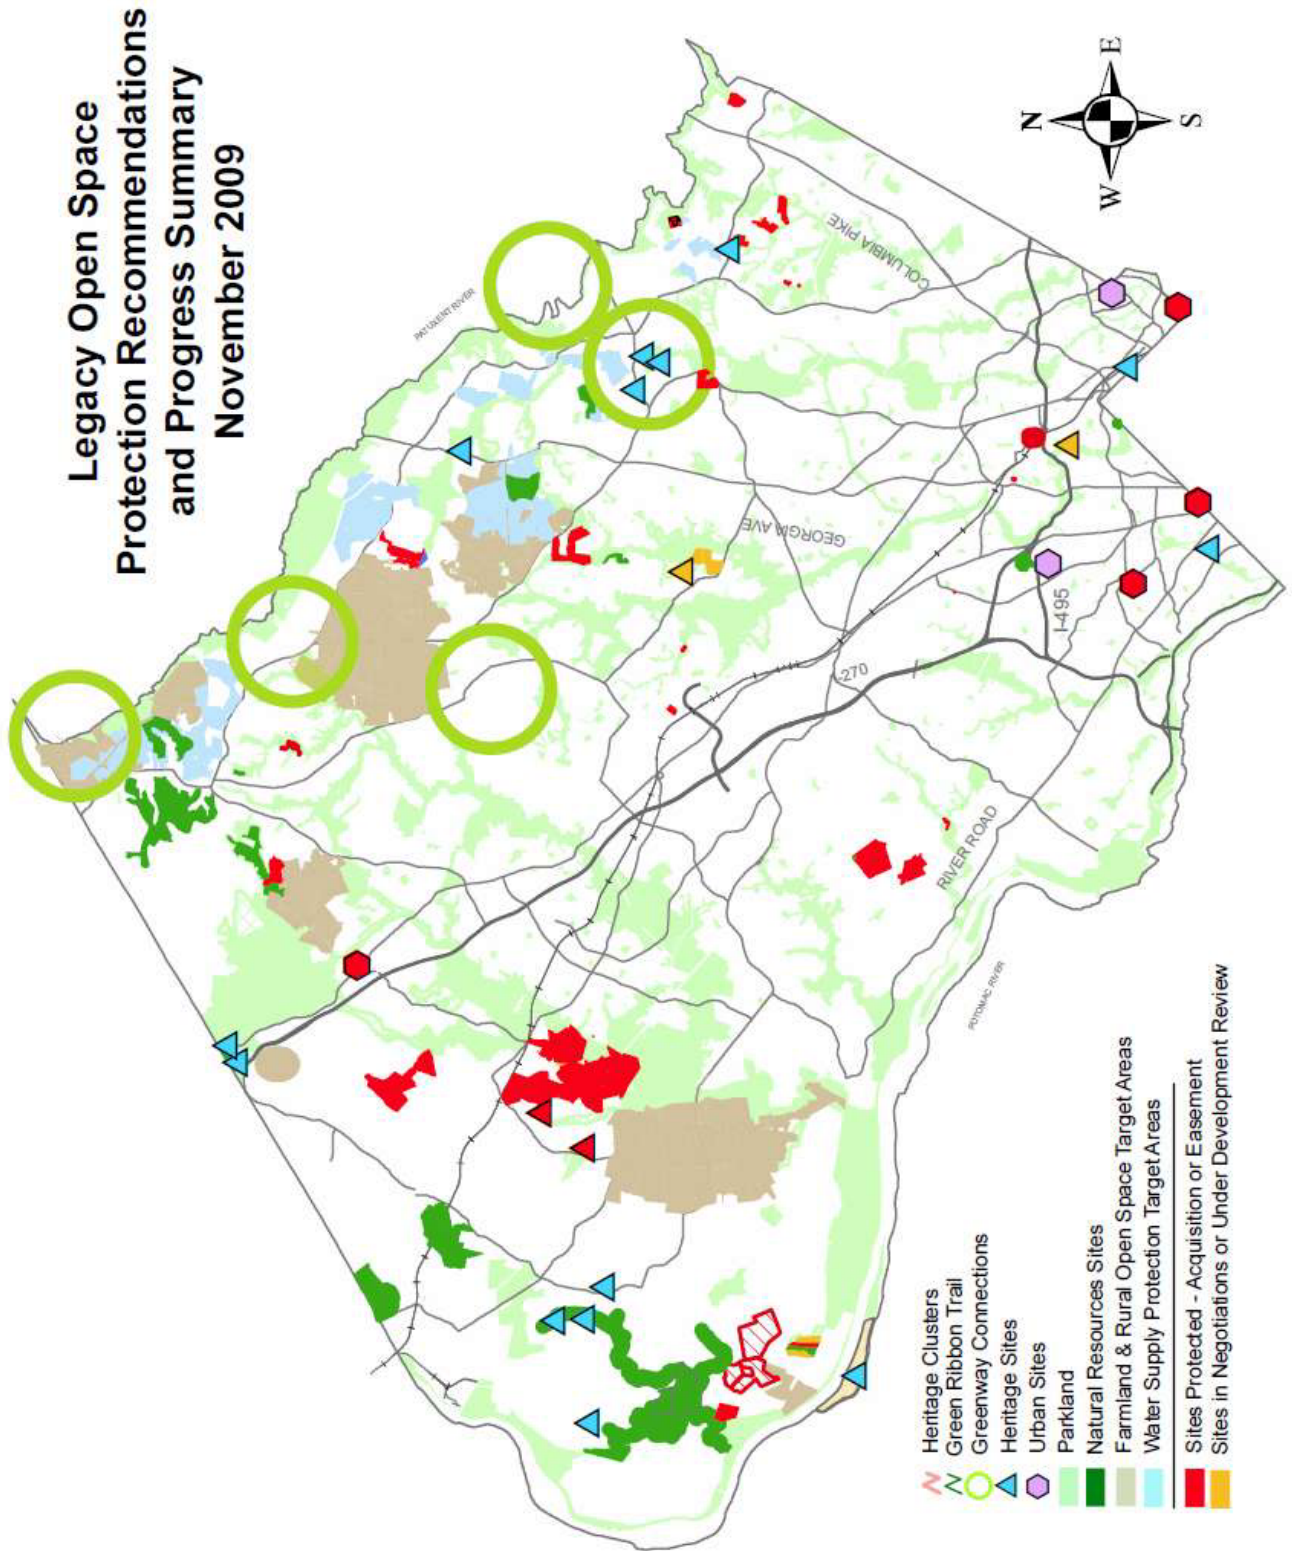 Legacy Open Space
Protection Recommendations
and Progress Summary
November 2009
N
W
E
S
PATUXENT RIVER
COLUMBIA PIKE
GEORGIA AVE
I-495
-270
RIVER ROAD
POTOMAC RIVER
Heritage Clusters
Green Ribbon Trail
Greenway Connections
Heritage Sites
Urban Sites
Parkland
Natural Resources Sites
Farmland & Rural Open Space Target Areas
Water Supply Protection Target Areas
Sites Protected - Acquisition or Easement
Sites in Negotiations or Under Development Review